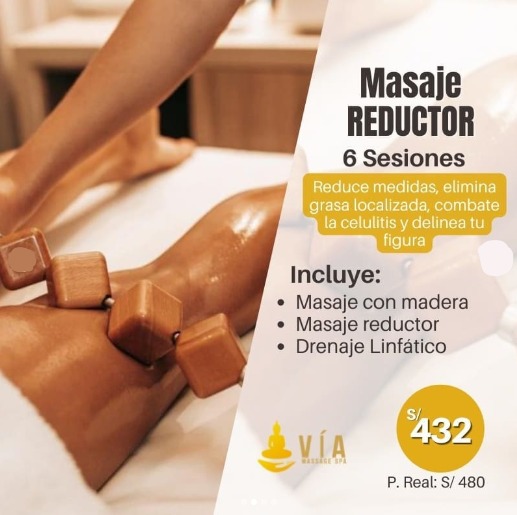 Masaje
REDUCTOR
6 Sesiones
Reduce medidas, elimina
grasa localizada, combate
la celulitis y delinea tu
figura
Incluye:
• Masaje con madera
• Masaje reductor
• Drenaje Linfático
S/
432
VÍA
MASSAGE SPA
P. Real: S/ 480